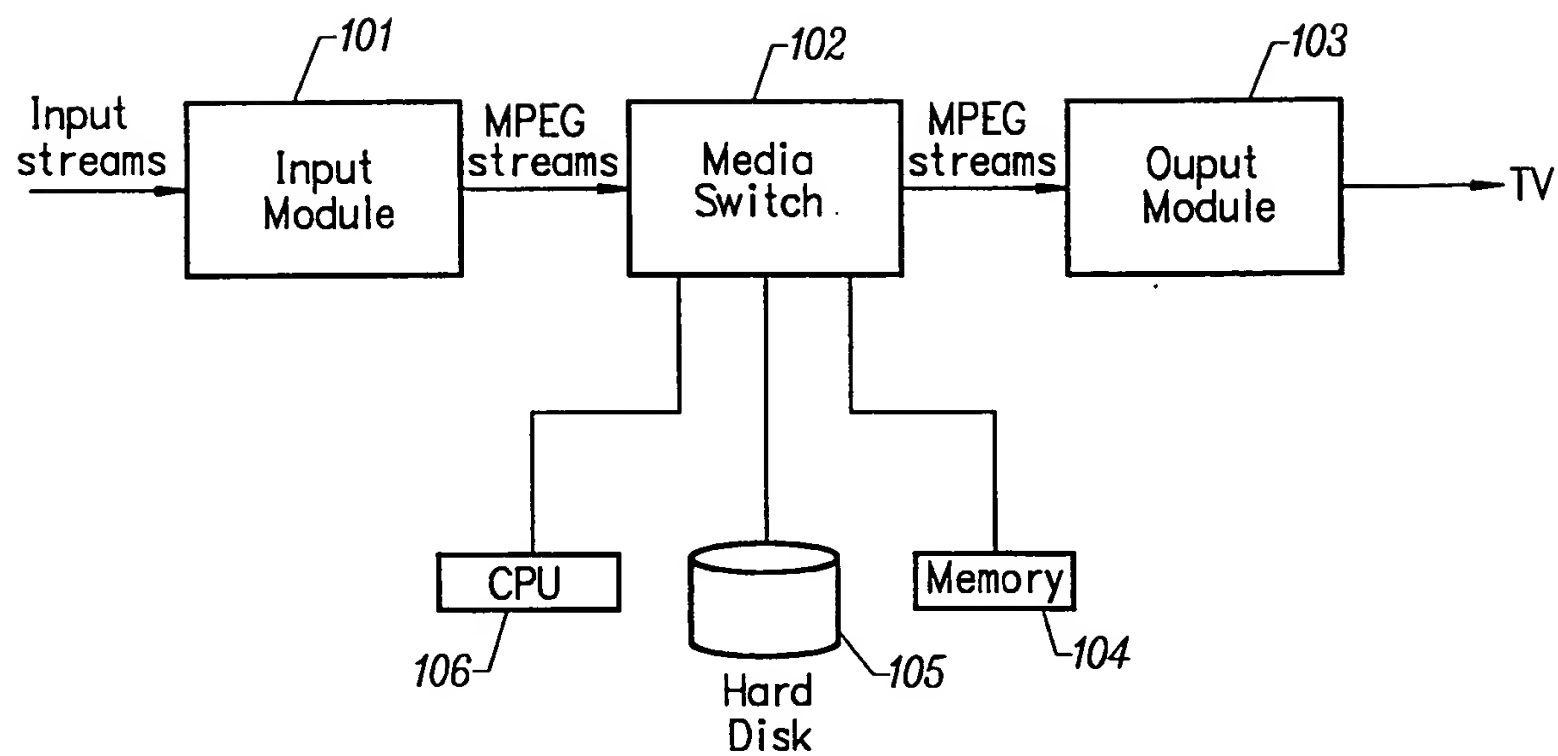 101
102
103
Input
streams
Input
Module
MPEG
streams
Media
Switch
MPEG
streams
Ouput
Module
TV
CPU
Memory
106
105
104
Hard
Disk